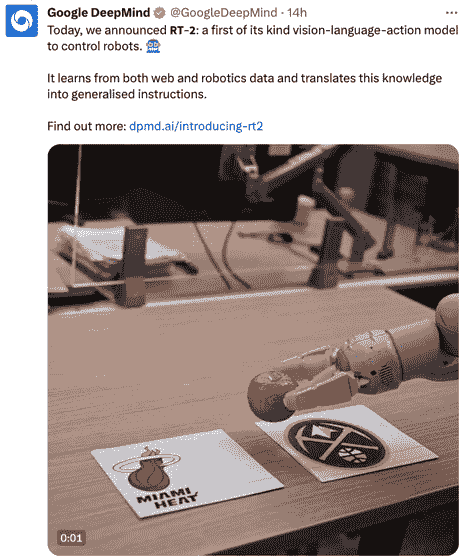 Google DeepMind @GoogleDeepMind · 14h
Today, we announced RT-2: a first of its kind vision-language-action model
to control robots.
It learns from both web and robotics data and translates this knowledge
into generalised instructions.
Find out more: dpmd.ai/introducing-rt2
MIAMI
HEAT
0:01